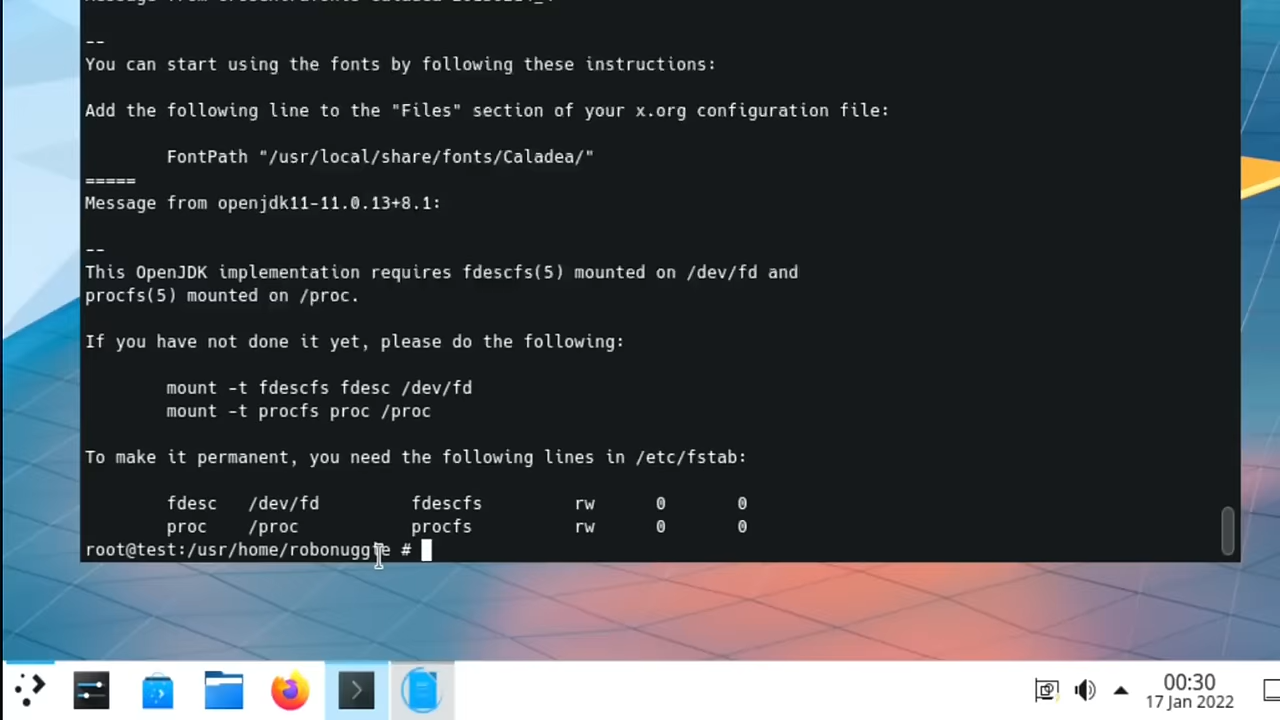 --
You can start using the fonts by following these instructions:
Add the following line to the "Files" section of your x.org configuration file:
FontPath "/usr/local/share/fonts/Caladea/"
=====
Message from openjdk11-11.0.13+8.1:
--
This OpenJDK implementation requires fdescfs(5) mounted on /dev/fd and
procfs(5) mounted on /proc.
If you have not done it yet, please do the following:
mount -t fdescfs fdesc /dev/fd
mount -t procfs proc /proc
To make it permanent, you need the following lines in /etc/fstab:
fdesc /dev/fd fdescfs rw 0 0
proc /proc procfs rw 0 0
root@test:/usr/home/robonuggte #
00:30
17 Jan 2022